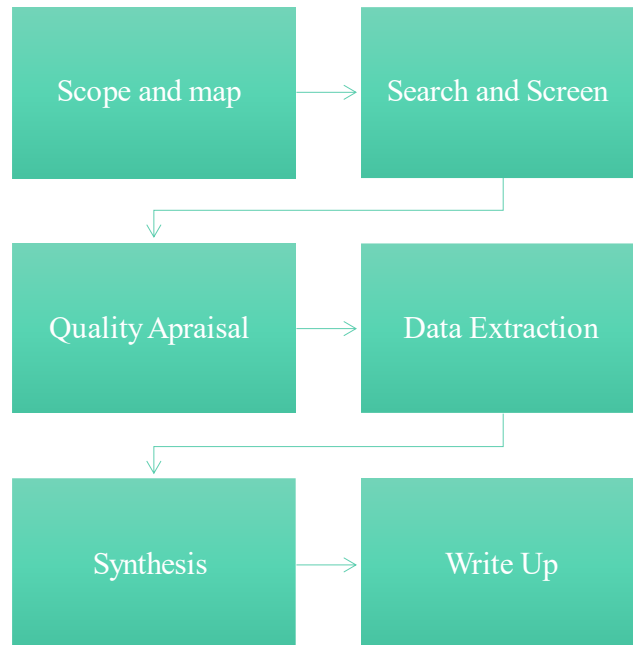 Scope and map
Search and Screen
Quality Apraisal
Data Extraction
Synthesis
Write Up